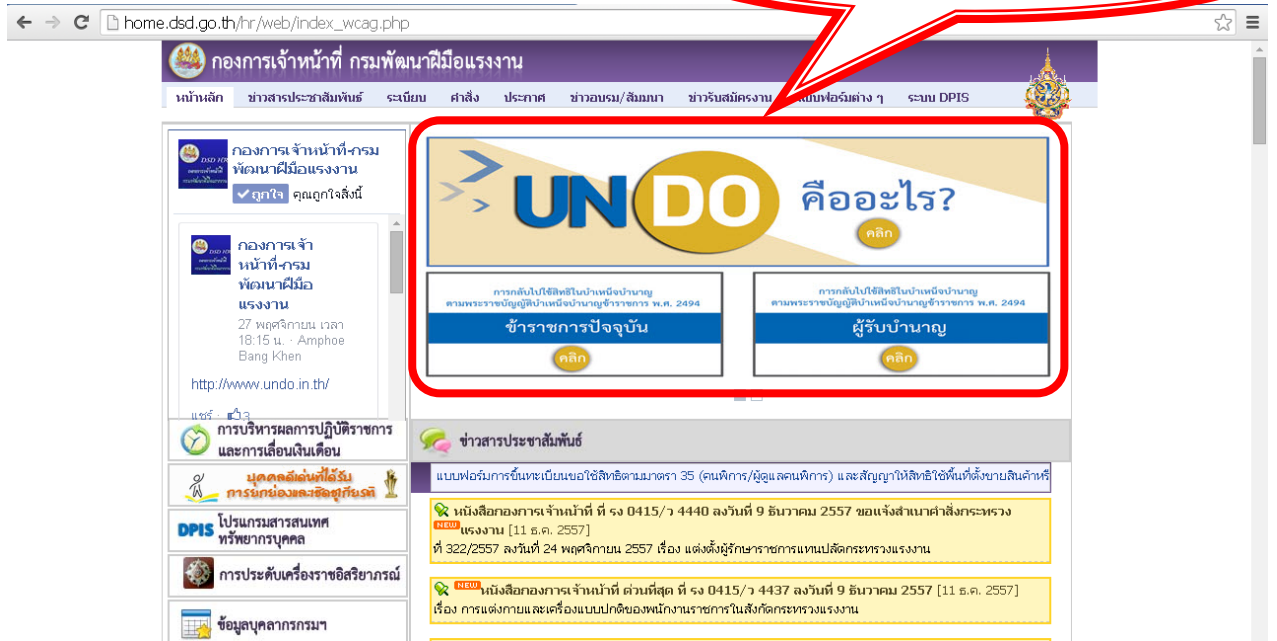 home.dsd.go.th/hr/web/index_wcag.php
กองการเจ้าหน้าที่ กรมพัฒนาฝีมือแรงงาน
หน้าหลัก ข่าวสารประชาสัมพันธ์ ระเบียบ คำสั่ง ประกาศ ข่าวอบรม/สัมมนา ข่าวรับสมัครงาน แบบฟอร์มต่าง ๆ ระบบ DPIS
กองการเจ้าหน้าที่-กรม
พัฒนาฝีมือแรงงาน
ถูกใจ คุณถูกใจสิ่งนี้
กองการเจ้า
หน้าที่-กรม
พัฒนาฝีมือ
แรงงาน
27 พฤศจิกายน เวลา
18:15 น. · Amphoe
Bang Khen
http://www.undo.in.th/
แชร์ · 3
การบริหารผลการปฏิบัติราชการ
และการเลื่อนเงินเดือน
บุคคลดีเด่นที่ได้รับ
การยกย่องและเชิดชูเกียรติ
DPIS โปรแกรมสารสนเทศ
ทรัพยากรบุคคล
การประดับเครื่องราชอิสริยาภรณ์
ข้อมูลบุคลากรกรมฯ
UNDO คืออะไร?
คลิก
การกลับไปใช้สิทธิในบำเหน็จบำนาญ
ตามพระราชบัญญัติบำเหน็จบำนาญข้าราชการ พ.ศ. 2494
ข้าราชการปัจจุบัน
คลิก
การกลับไปใช้สิทธิในบำเหน็จบำนาญ
ตามพระราชบัญญัติบำเหน็จบำนาญข้าราชการ พ.ศ. 2494
ผู้รับบำนาญ
คลิก
ข่าวสารประชาสัมพันธ์
แบบฟอร์มการขึ้นทะเบียนขอใช้สิทธิตามมาตรา 35 (คนพิการ/ผู้ดูแลคนพิการ) และสัญญาให้สิทธิใช้พื้นที่ตั้งขายสินค้าหรื
หนังสือกองการเจ้าหน้าที่ ที่ รง 0415/ว 4440 ลงวันที่ 9 ธันวาคม 2557 ขอแจ้งสำเนาคำสั่งกระทรวง
NEW แรงงาน [11 ธ.ค. 2557]
ที่ 322/2557 ลงวันที่ 24 พฤศจิกายน 2557 เรื่อง แต่งตั้งผู้รักษาราชการแทนปลัดกระทรวงแรงงาน
NEW หนังสือกองการเจ้าหน้าที่ ด่วนที่สุด ที่ รง 0415/ว 4437 ลงวันที่ 9 ธันวาคม 2557 [11 ธ.ค. 2557]
เรื่อง การแต่งกายและเครื่องแบบปกติของพนักงานราชการในสังกัดกระทรวงแรงงาน